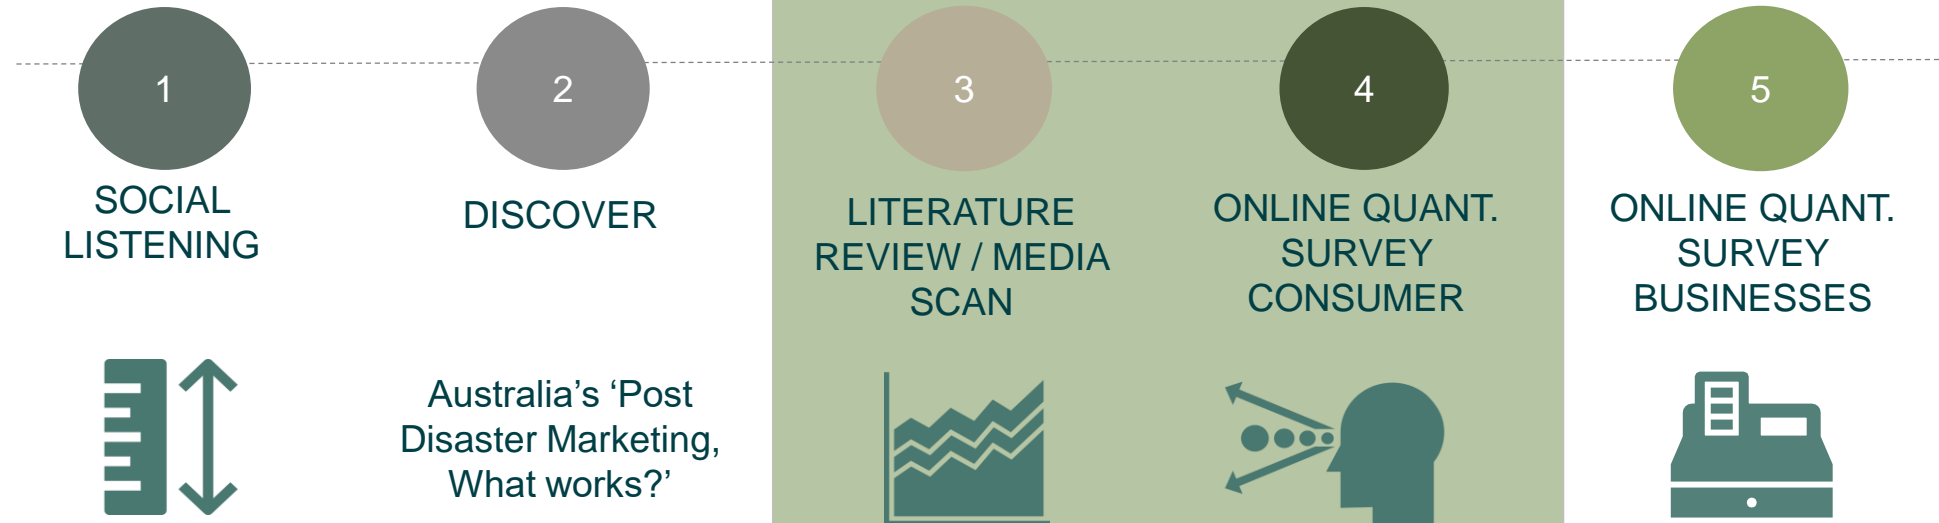 1
SOCIAL
LISTENING
2
DISCOVER
Australia’s ‘Post
Disaster Marketing,
What works?’
3
LITERATURE
REVIEW / MEDIA
SCAN
4
ONLINE QUANT.
SURVEY
CONSUMER
5
ONLINE QUANT.
SURVEY
BUSINESSES